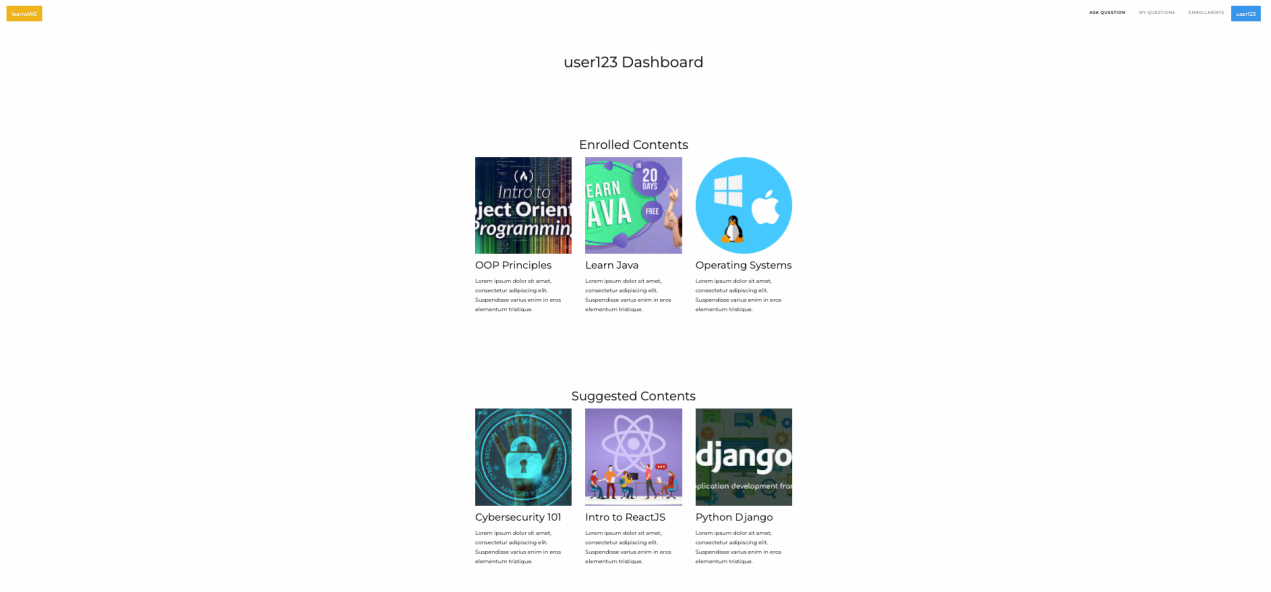 learnSWE
ASK QUESTION
MY QUESTIONS
ENROLLMENTS
user123
user123 Dashboard
Enrolled Contents
Intro to
ject Orient
Programming
IN
20
DAYS
EARN
AVA
FREE
OOP Principles
Learn Java
Operating Systems
Lorem ipsum dolor sit amet,
consectetur adipiscing elit.
Suspendisse varius enim in eros
elementum tristique.
Lorem ipsum dolor sit amet,
consectetur adipiscing elit.
Suspendisse varius enim in eros
elementum tristique.
Lorem ipsum dolor sit amet,
consectetur adipiscing elit.
Suspendisse varius enim in eros
elementum tristique.
Suggested Contents
CYBER SECURITY
django
plication development fra
Cybersecurity 101
Intro to ReactJS
Python Django
Lorem ipsum dolor sit amet,
consectetur adipiscing elit.
Suspendisse varius enim in eros
elementum tristique.
Lorem ipsum dolor sit amet,
consectetur adipiscing elit.
Suspendisse varius enim in eros
elementum tristique.
Lorem ipsum dolor sit amet,
consectetur adipiscing elit.
Suspendisse varius enim in eros
elementum tristique.